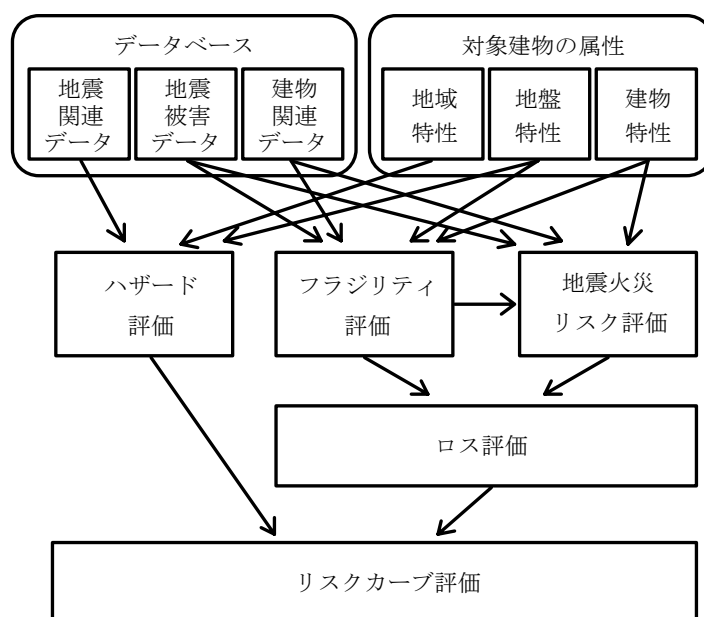 データベース
地震
関連
データ
地震
被害
データ
建物
関連
データ
対象建物の属性
地域
特性
地盤
特性
建物
特性
ハザード
評価
フラジリティ
評価
地震火災
リスク評価
ロス評価
リスクカーブ評価